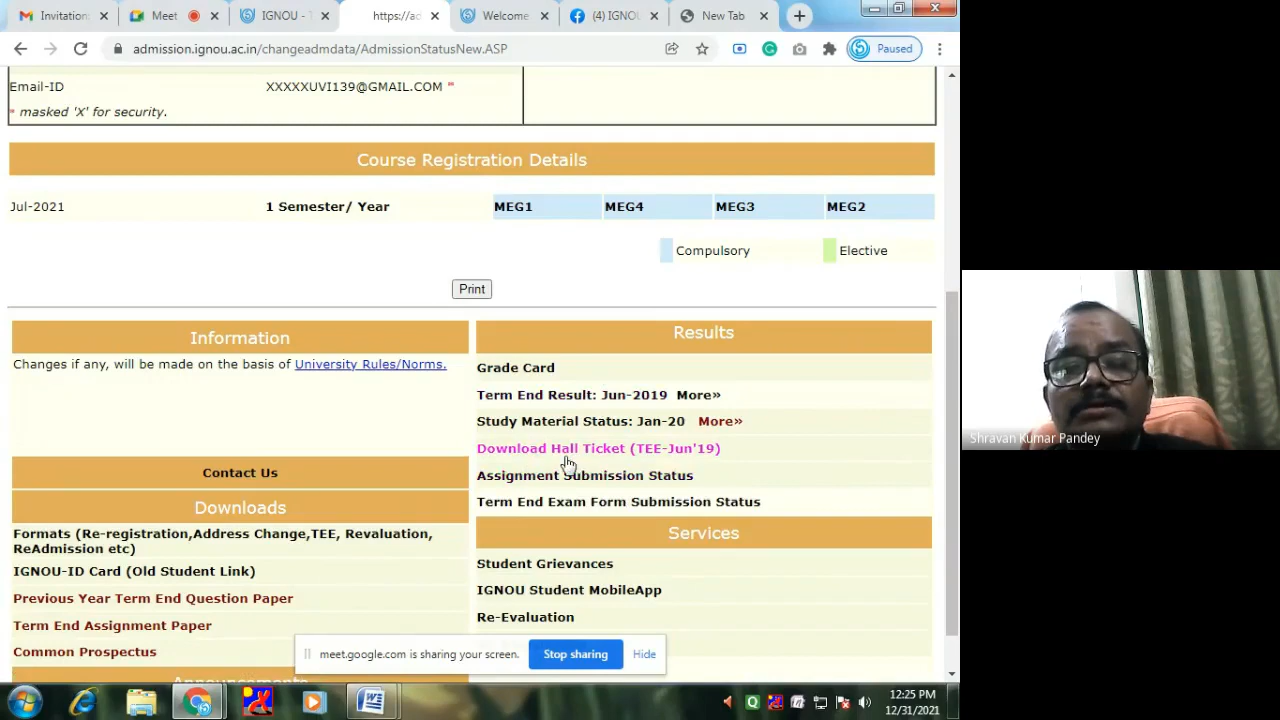 Invitation:
Meet
IGNOU - T
https://ad
Welcome
(4) IGNO
New Tab
admission.ignou.ac.in/changeadmdata/AdmissionStatusNew.ASP
Paused
Email-ID XXXXXUVI139@GMAIL.COM *
* masked 'X' for security.
Course Registration Details
Jul-2021 1 Semester/ Year MEG1 MEG4 MEG3 MEG2
Compulsory Elective
Print
Information
Changes if any, will be made on the basis of University Rules/Norms.
Contact Us
Downloads
Formats (Re-registration,Address Change,TEE, Revaluation,
ReAdmission etc)
IGNOU-ID Card (Old Student Link)
Previous Year Term End Question Paper
Term End Assignment Paper
Common Prospectus
Announcements
Results
Grade Card
Term End Result: Jun-2019 More»
Study Material Status: Jan-20 More»
Download Hall Ticket (TEE-Jun'19)
Assignment Submission Status
Term End Exam Form Submission Status
Services
Student Grievances
IGNOU Student MobileApp
Re-Evaluation
meet.google.com is sharing your screen. Stop sharing Hide
Shravan Kumar Pandey
12:25 PM
12/31/2021